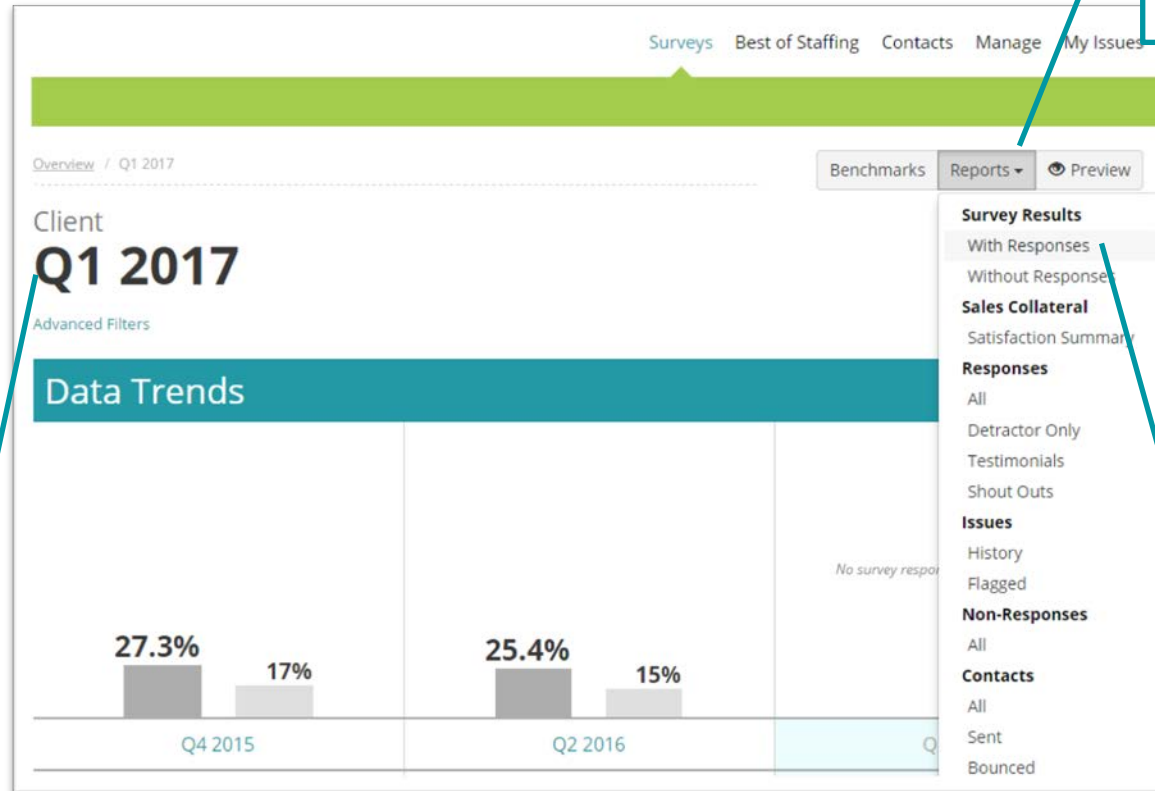 Surveys Best of Staffing Contacts Manage My Issues
Overview / Q1 2017
Benchmarks Reports Preview
Client
Q1 2017
Advanced Filters
Survey Results
With Responses
Without Responses
Sales Collateral
Satisfaction Summary
Responses
All
Detractor Only
Testimonials
Shout Outs
Issues
History
Flagged
Non-Responses
All
Contacts
All
Sent
Bounced
Data Trends
No survey
27.3% 17% 25.4% 15%
Q4 2015 Q2 2016